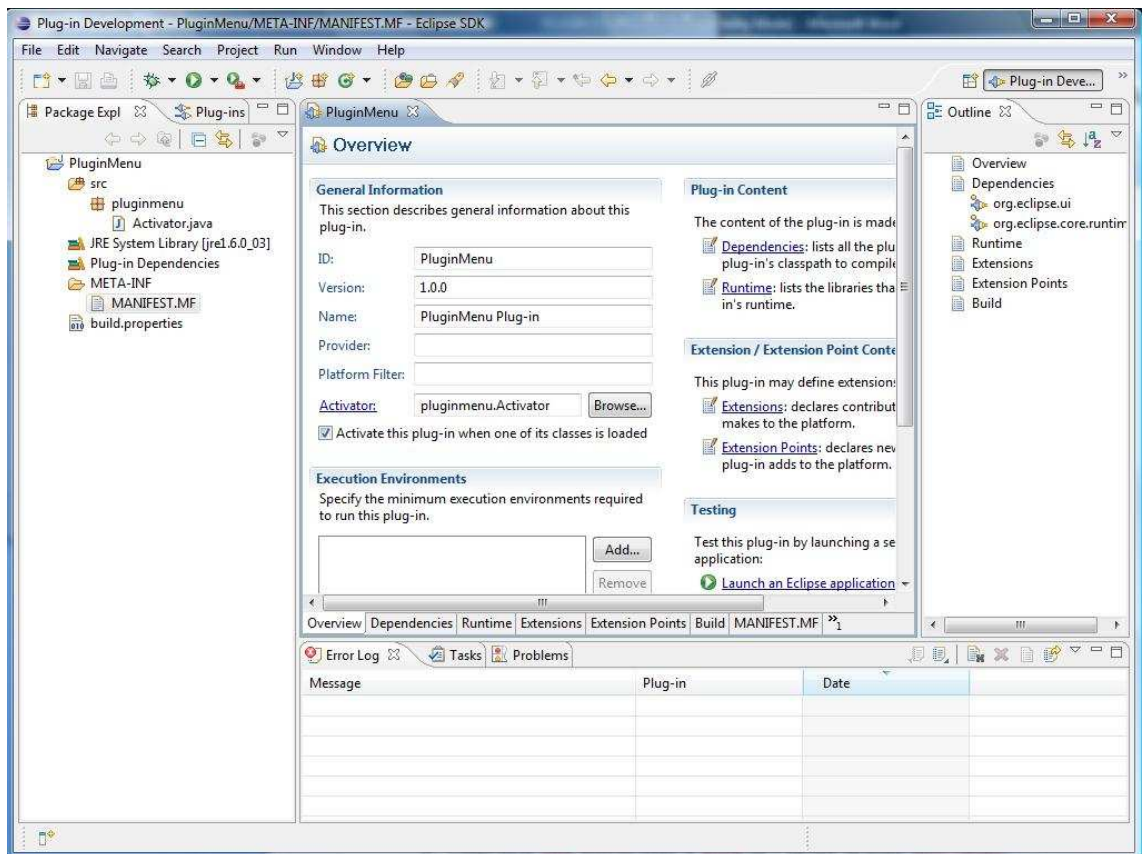 Plug-in Development - PluginMenu/META-INF/MANIFEST.MF - Eclipse SDK
File Edit Navigate Search Project Run Window Help
Plug-in Deve...
Package Expl
Plug-ins
PluginMenu
src
pluginmenu
Activator.java
JRE System Library [jre1.6.0_03]
Plug-in Dependencies
META-INF
MANIFEST.MF
build.properties
PluginMenu
Overview
General Information
This section describes general information about this
plug-in.
ID: PluginMenu
Version: 1.0.0
Name: PluginMenu Plug-in
Provider:
Platform Filter:
Activator: pluginmenu.Activator Browse...
Activate this plug-in when one of its classes is loaded
Execution Environments
Specify the minimum execution environments required
to run this plug-in.
Add...
Remove
Plug-in Content
The content of the plug-in is made
Dependencies: lists all the plu
plug-in's classpath to compile
Runtime: lists the libraries tha
in's runtime.
Extension / Extension Point Conte
This plug-in may define extensions
Extensions: declares contribut
makes to the platform.
Extension Points: declares new
plug-in adds to the platform.
Testing
Test this plug-in by launching a se
application:
Launch an Eclipse application
Overview Dependencies Runtime Extensions Extension Points Build MANIFEST.MF »1
Outline
Overview
Dependencies
org.eclipse.ui
org.eclipse.core.runtim
Runtime
Extensions
Extension Points
Build
Error Log Tasks Problems
Message Plug-in Date